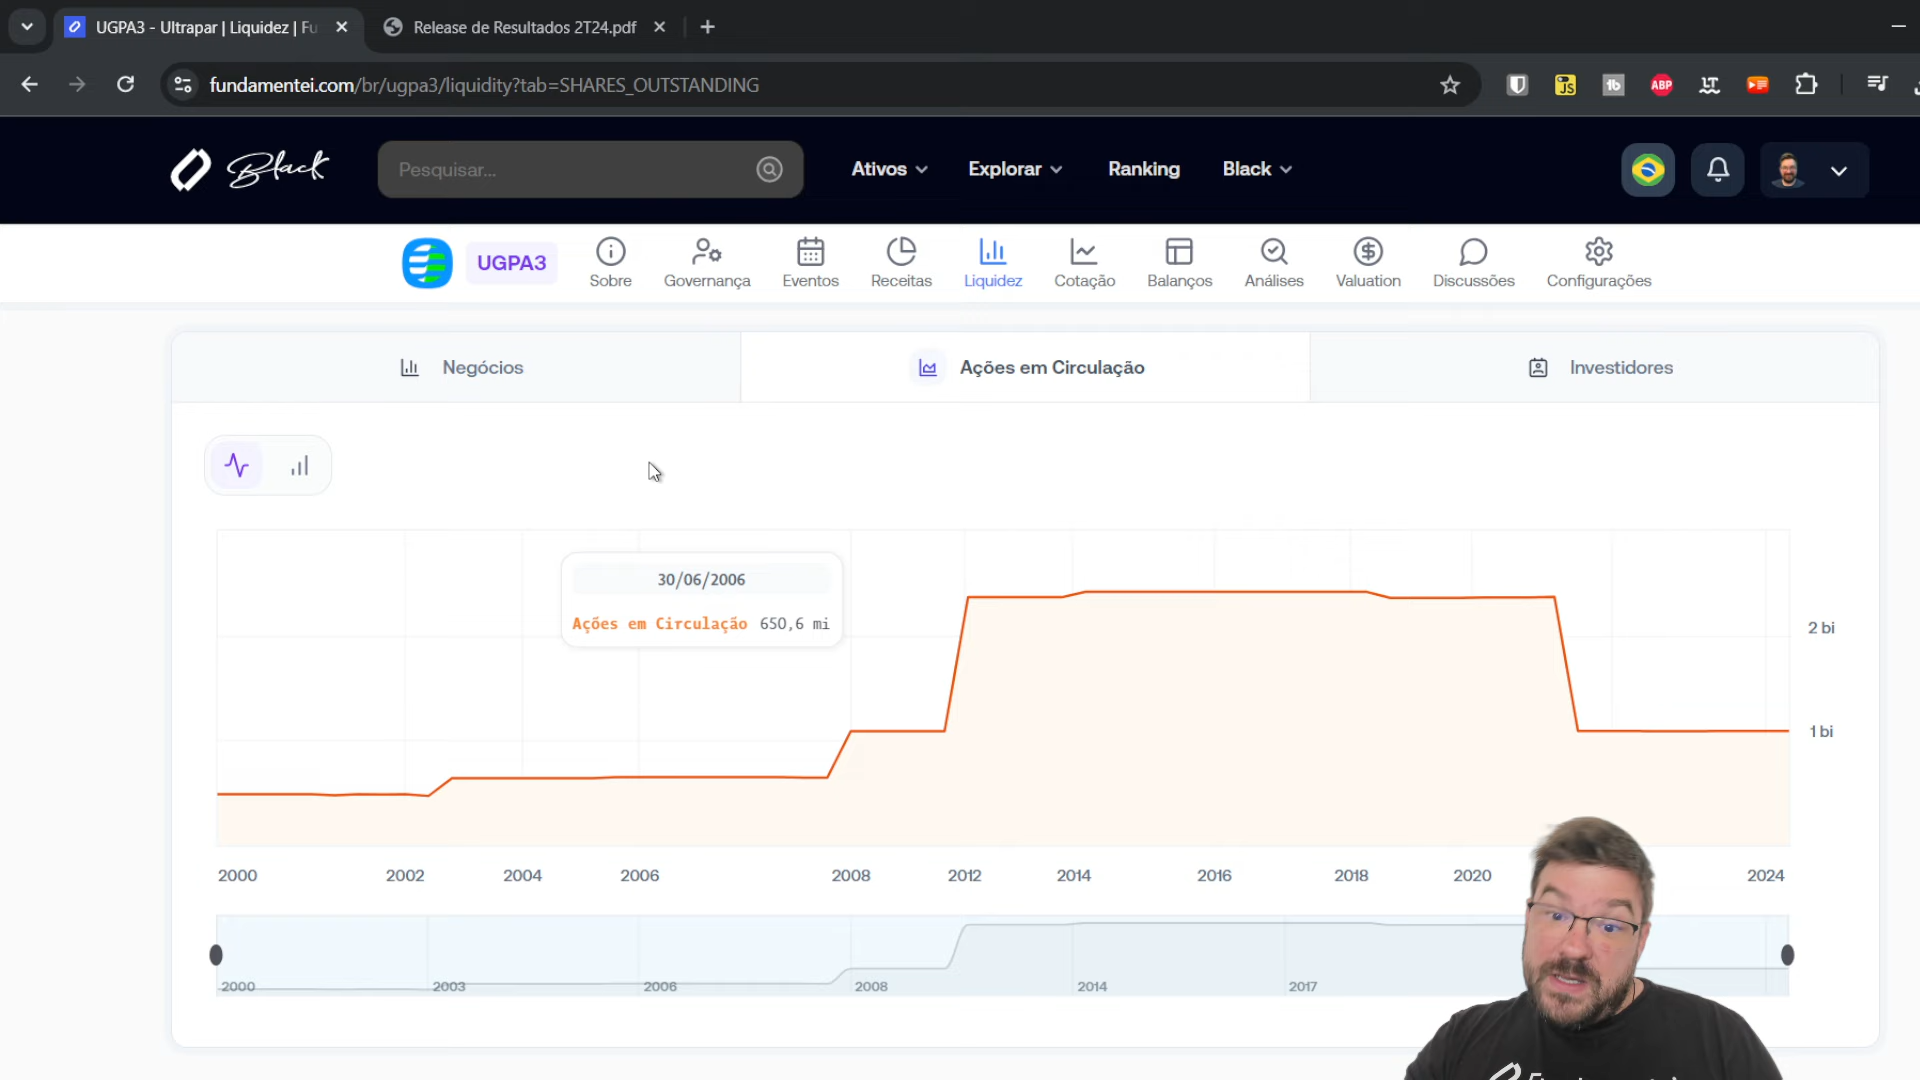 UGPA3 - Ultrapar | Liquidez | Fu
Release de Resultados 2T24.pdf
fundamentei.com/br/ugpa3/liquidity?tab=SHARES_OUTSTANDING
JS
1b
ABP
Black
Pesquisar...
Ativos
Explorar
Ranking
Black
UGPA3
Sobre
Governança
Eventos
Receitas
Liquidez
Cotação
Balanços
Análises
Valuation
Discussões
Configurações
Negócios
Ações em Circulação
Investidores
30/06/2006
Ações em Circulação 650,6 mi
2 bi
1 bi
2000 2002 2004 2006 2008 2012 2014 2016 2018 2020 2024
2000 2003 2006 2008 2014 2017